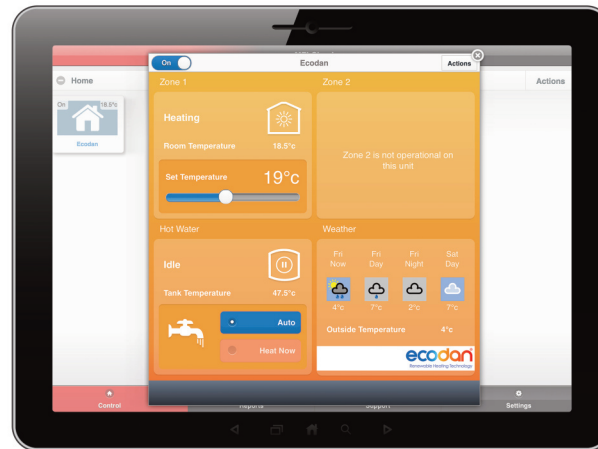 On
Ecodan
Actions
Home
Actions
On
18.5°c
Ecodan
Zone 1
Heating
Room Temperature 18.5°c
Set Temperature 19°c
Zone 2
Zone 2 is not operational on
this unit
Hot Water
Idle
Tank Temperature 47.5°c
Auto
Heat Now
Weather
Fri Fri Fri Sat
Now Day Night Day
4°c 7°c 2°c 7°c
Outside Temperature 4°c
ecodan
Renewable Heating Technology
Control
Reports
Support
Settings